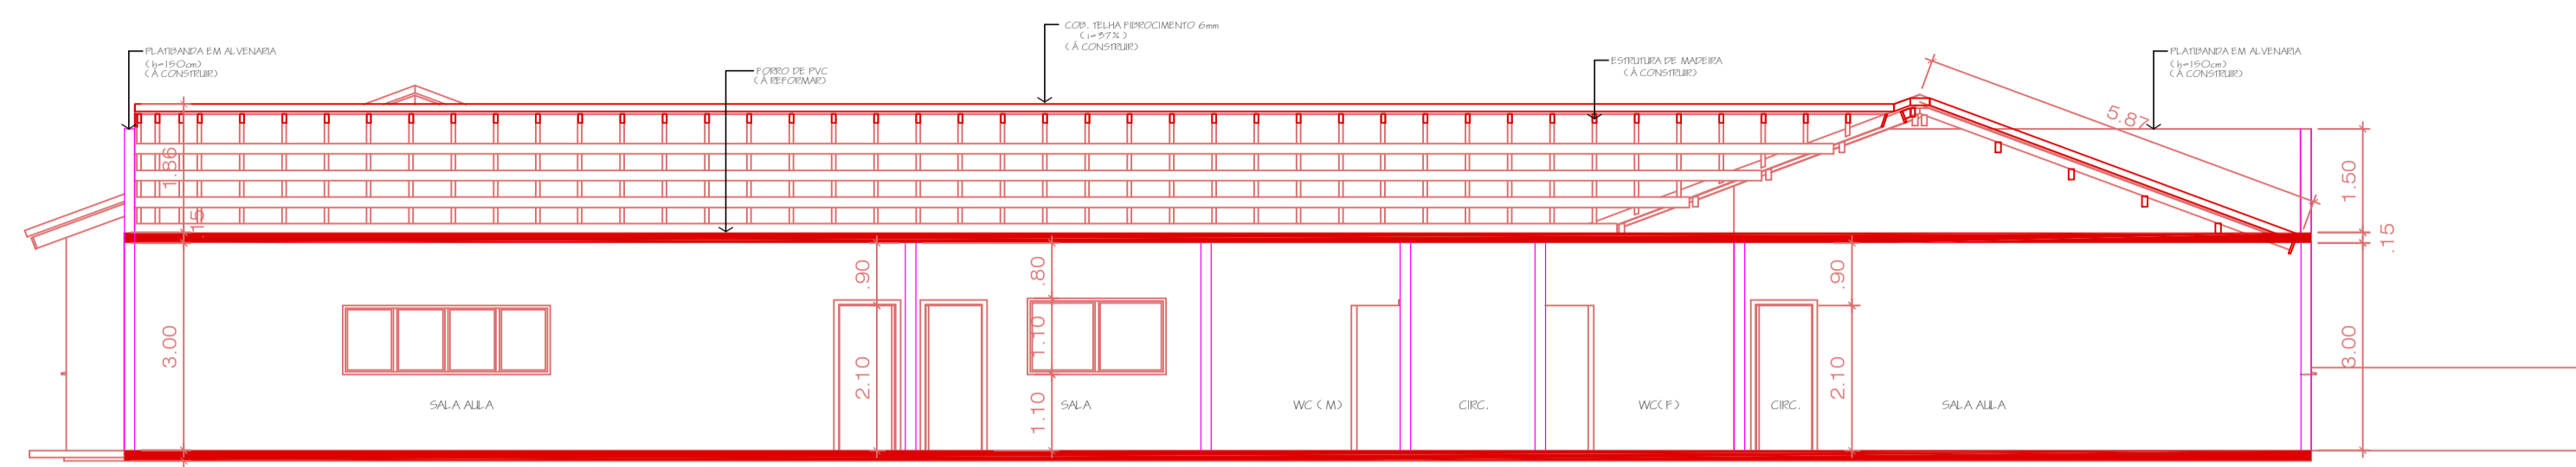 COB. TELHA FIBROCIMENTO 6mm
(i=37%)
(À CONSTRUIR)
PLATIBANDA EM ALVENARIA
(h=150cm)
(À CONSTRUIR)
FORRO DE PVC
(À REFORMAR)
ESTRUTURA DE MADEIRA
(À CONSTRUIR)
PLATIBANDA EM ALVENARIA
(h=150cm)
(À CONSTRUIR)
5.87
1.86
.15
1.50
.15
3.00
.90
2.10
.80
1.10
1.10
.90
2.10
3.00
SALA AULA
SALA
WC ( M )
CIRC.
WC( F )
CIRC.
SALA AULA